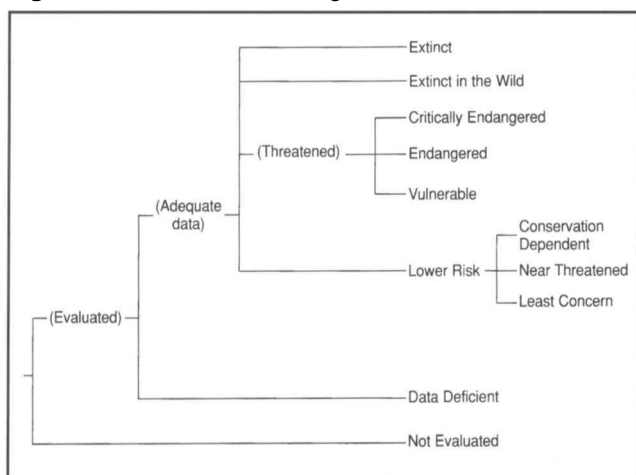 Extinct
Extinct in the Wild
Critically Endangered
(Threatened)
Endangered
Vulnerable
(Adequate
data)
Conservation
Dependent
Lower Risk
Near Threatened
Least Concern
(Evaluated)
Data Deficient
Not Evaluated